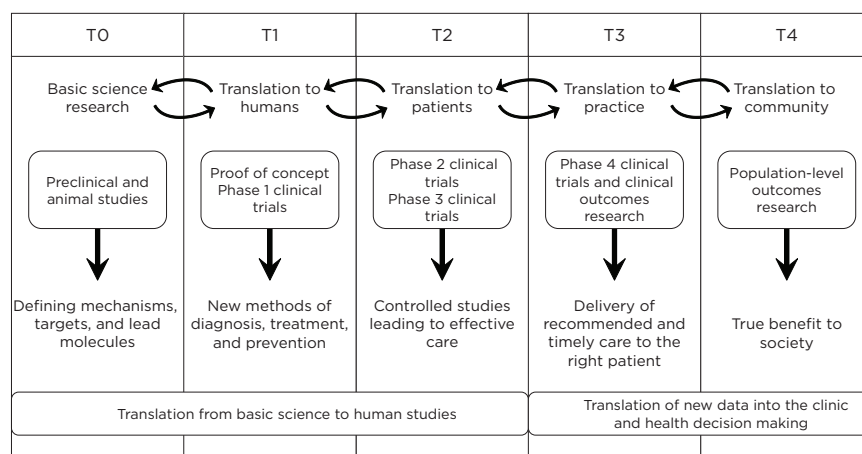 T0
T1
T2
T3
T4
Basic science
research
Translation to
humans
Translation to
patients
Translation to
practice
Translation to
community
Preclinical and
animal studies
Proof of concept
Phase 1 clinical
trials
Phase 2 clinical
trials
Phase 3 clinical
trials
Phase 4 clinical
trials and clinical
outcomes
research
Population-level
outcomes
research
Defining mechanisms,
targets, and lead
molecules
New methods of
diagnosis, treatment,
and prevention
Controlled studies
leading to effective
care
Delivery of
recommended and
timely care to the
right patient
True benefit to
society
Translation from basic science to human studies
Translation of new data into the clinic
and health decision making